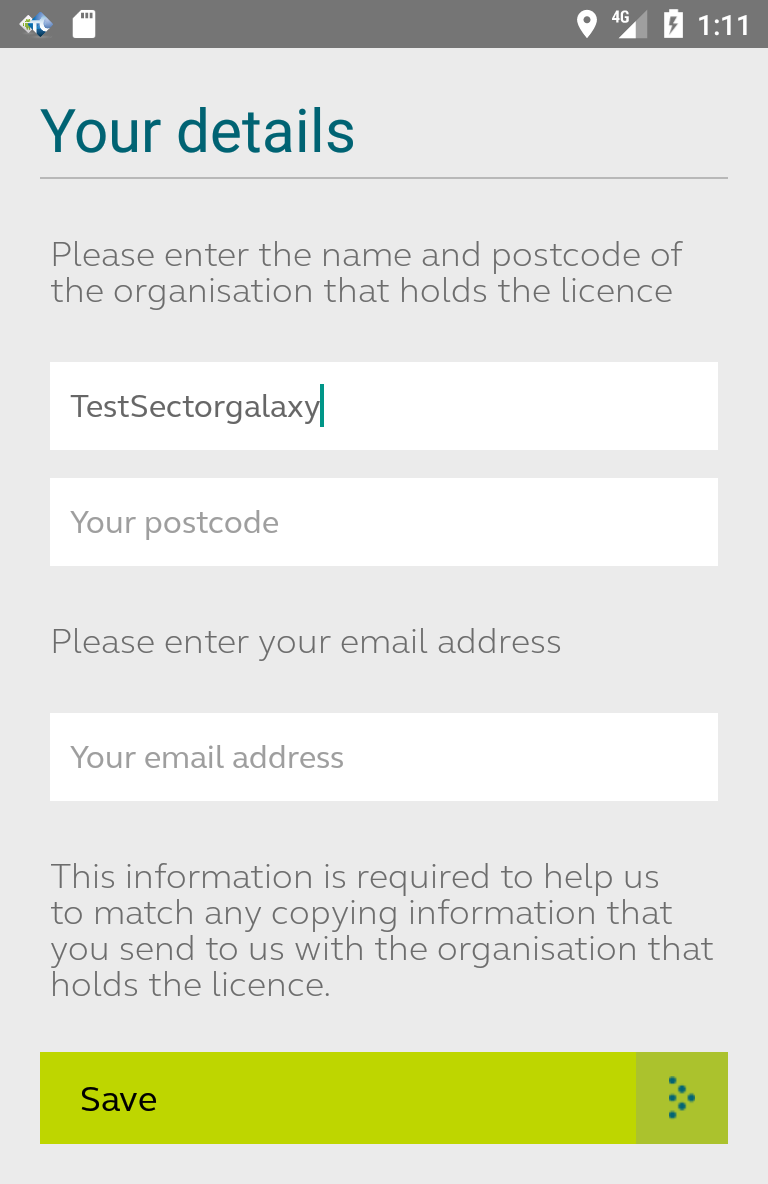 4G 1:11
Your details
Please enter the name and postcode of
the organisation that holds the licence
TestSectorgalaxy
Your postcode
Please enter your email address
Your email address
This information is required to help us
to match any copying information that
you send to us with the organisation that
holds the licence.
Save